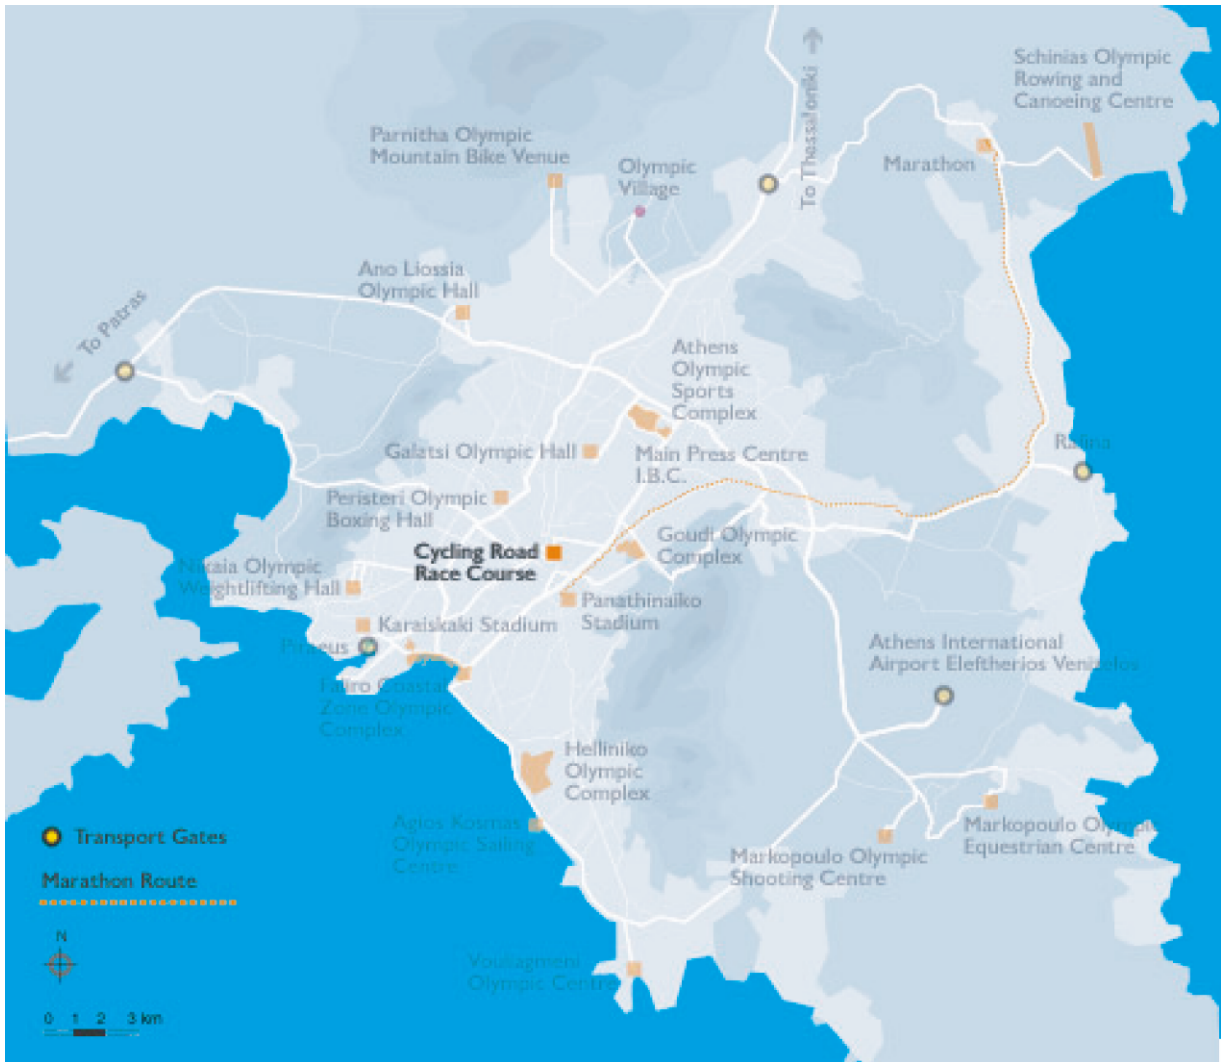 Schinias Olympic
Rowing and
Canoeing Centre
To Thessaloniki
Parnitha Olympic
Mountain Bike Venue
Olympic
Village
Marathon
Ano Liossia
Olympic Hall
To Patras
Athens
Olympic
Sports
Complex
Galatsi Olympic Hall
Main Press Centre
I.B.C.
Rafina
Peristeri Olympic
Boxing Hall
Goudi Olympic
Complex
Cycling Road
Race Course
Nikaia Olympic
Weightlifting Hall
Panathinaiko
Stadium
Karaiskaki Stadium
Piraeus
Athens International
Airport Eleftherios Venizelos
Faliro Coastal
Zone Olympic
Complex
Helliniko
Olympic
Complex
Agios Kosmas
Olympic Sailing
Centre
Markopoulo Olympic
Equestrian Centre
Markopoulo Olympic
Shooting Centre
Transport Gates
Marathon Route
N
Vouliagmeni
Olympic Centre
0 1 2 3 km